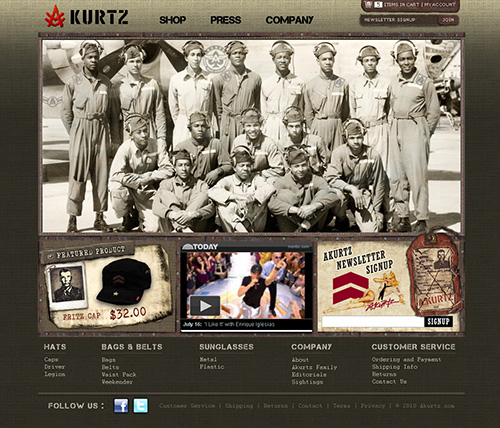 AKURTZ
SHOP PRESS COMPANY
ITEMS IN CART | MY ACCOUNT
NEWSLETTER SIGNUP JOIN
FEATURED PRODUCT
FRITZ CAP $32.00
TODAY
July 16: 'I Like It' with Enrique Iglesias
AKURTZ
NEWSLETTER
SIGNUP
Akurtz
AKURTZ
SIGNUP
HATS
Caps
Driver
Legion
BAGS & BELTS
Bags
Belts
Waist Pack
Weekender
SUNGLASSES
Metal
Plastic
COMPANY
About
Akurtz Family
Editorials
Sightings
CUSTOMER SERVICE
Ordering and Payment
Shipping Info
Returns
Contact Us
FOLLOW US:
Customer Service | Shipping | Returns | Contact | Terms | Privacy | © 2010 Akurtz.com